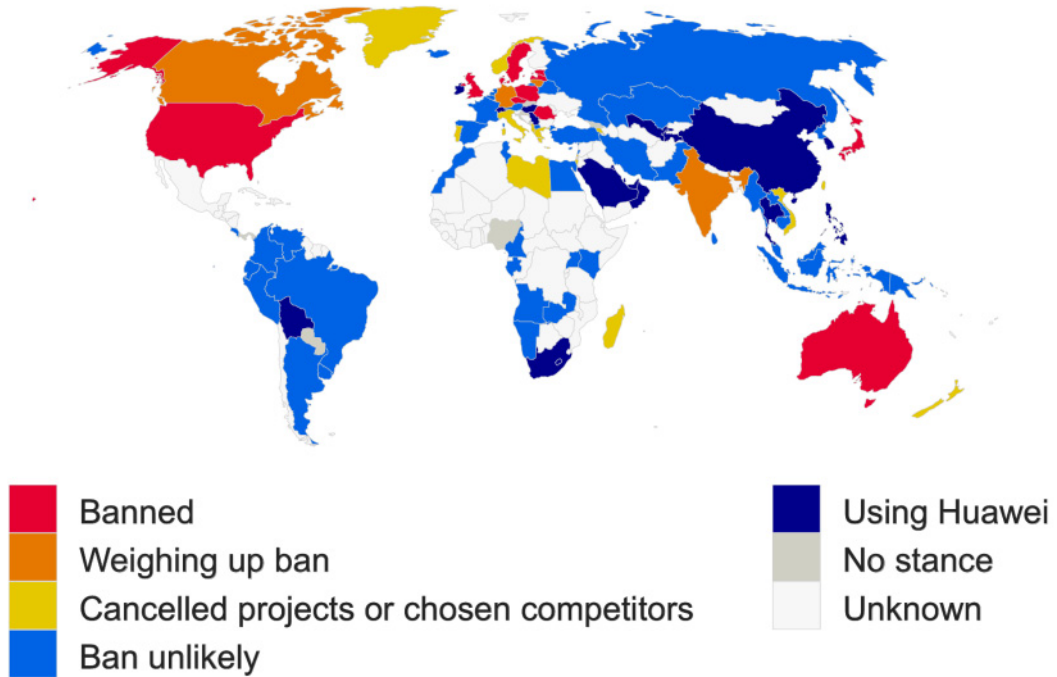 Banned
Weighing up ban
Cancelled projects or chosen competitors
Ban unlikely
Using Huawei
No stance
Unknown